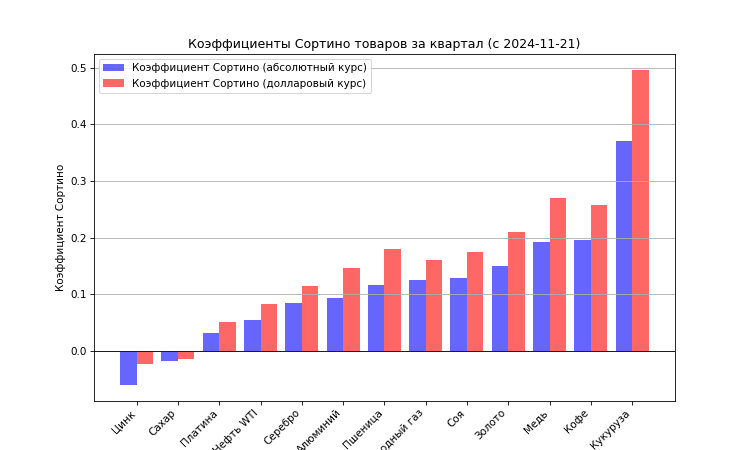 Коэффициенты Сортино товаров за квартал (с 2024-11-21)
Коэффициент Сортино (абсолютный курс)
Коэффициент Сортино (долларовый курс)
Коэффициент Сортино
0.5
0.4
0.3
0.2
0.1
0.0
Цинк
Сахар
Платина
Нефть WTI
Серебро
Алюминий
Пшеница
газ
Соя
Золото
Медь
Кофе
Кукуруза